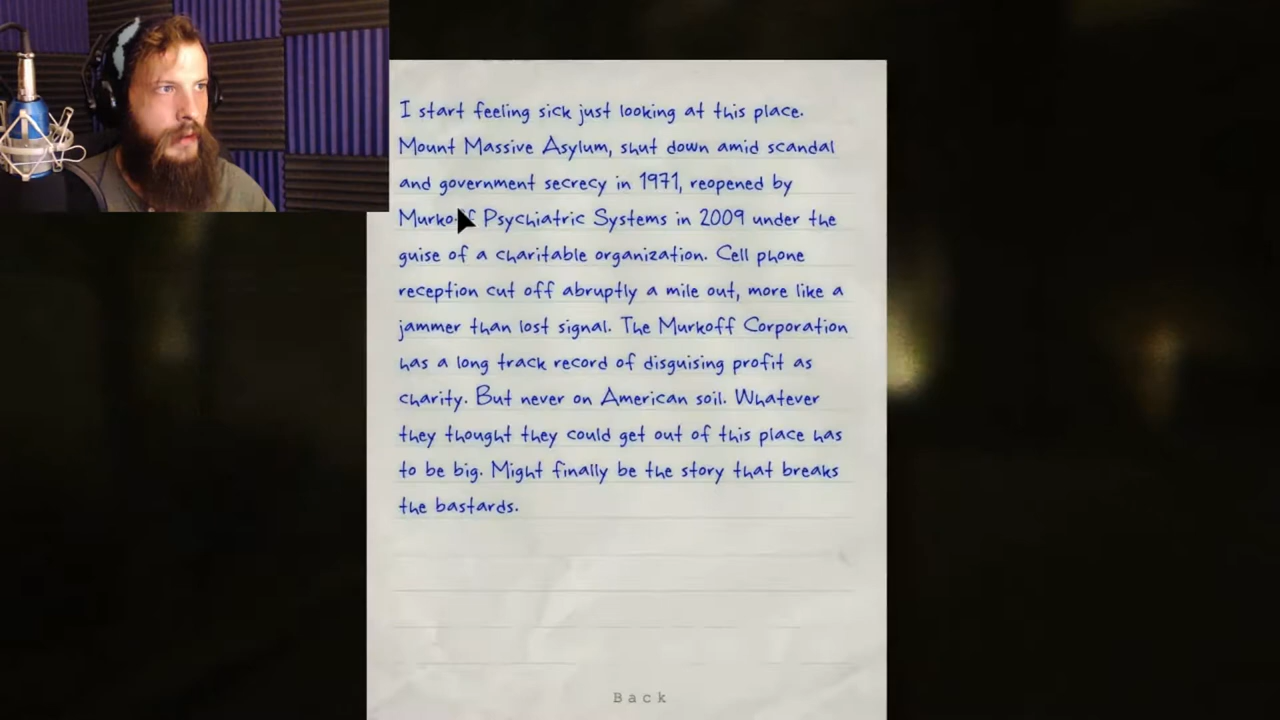 I start feeling sick just looking at this place.
Mount Massive Asylum, shut down amid scandal
and government secrecy in 1971, reopened by
Murkoff Psychiatric Systems in 2009 under the
guise of a charitable organization. Cell phone
reception cut off abruptly a mile out, more like a
jammer than lost signal. The Murkoff Corporation
has a long track record of disguising profit as
charity. But never on American soil. Whatever
they thought they could get out of this place has
to be big. Might finally be the story that breaks
the bastards.
Back